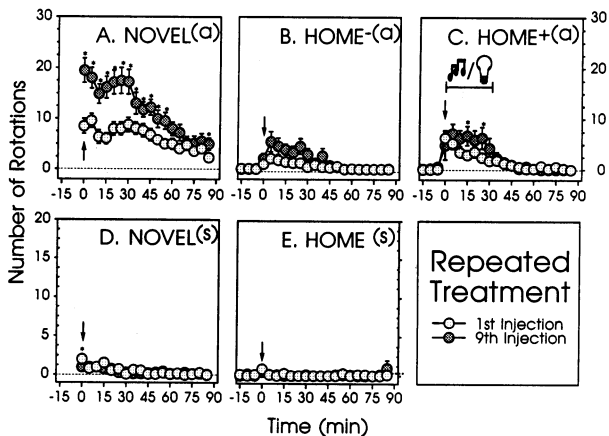 A. NOVEL(a)
B. HOME-(a)
C. HOME+(a)
30
20
10
0
30
20
10
0
-15 0 15 30 45 60 75 90
-15 0 15 30 45 60 75 90
-15 0 15 30 45 60 75 90
Number of Rotations
D. NOVEL(s)
E. HOME (s)
20
15
10
5
0
-15 0 15 30 45 60 75 90
-15 0 15 30 45 60 75 90
Time (min)
Repeated
Treatment
1st Injection
9th Injection